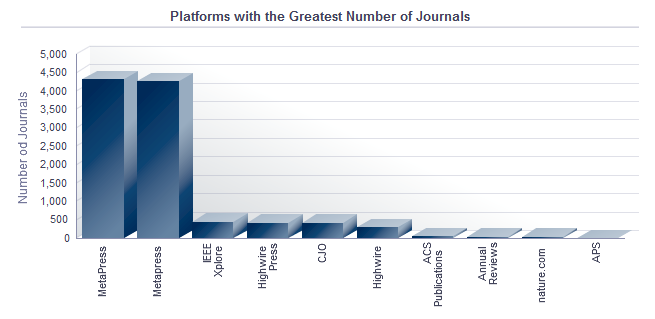 Platforms with the Greatest Number of Journals
5,000
4,500
4,000
3,500
3,000
2,500
2,000
1,500
1,000
500
0
Number od Journals
MetaPress
Metapress
IEEE
Xplore
Highwire
Press
CJO
Highwire
ACS
Publications
Annual
Reviews
nature.com
APS